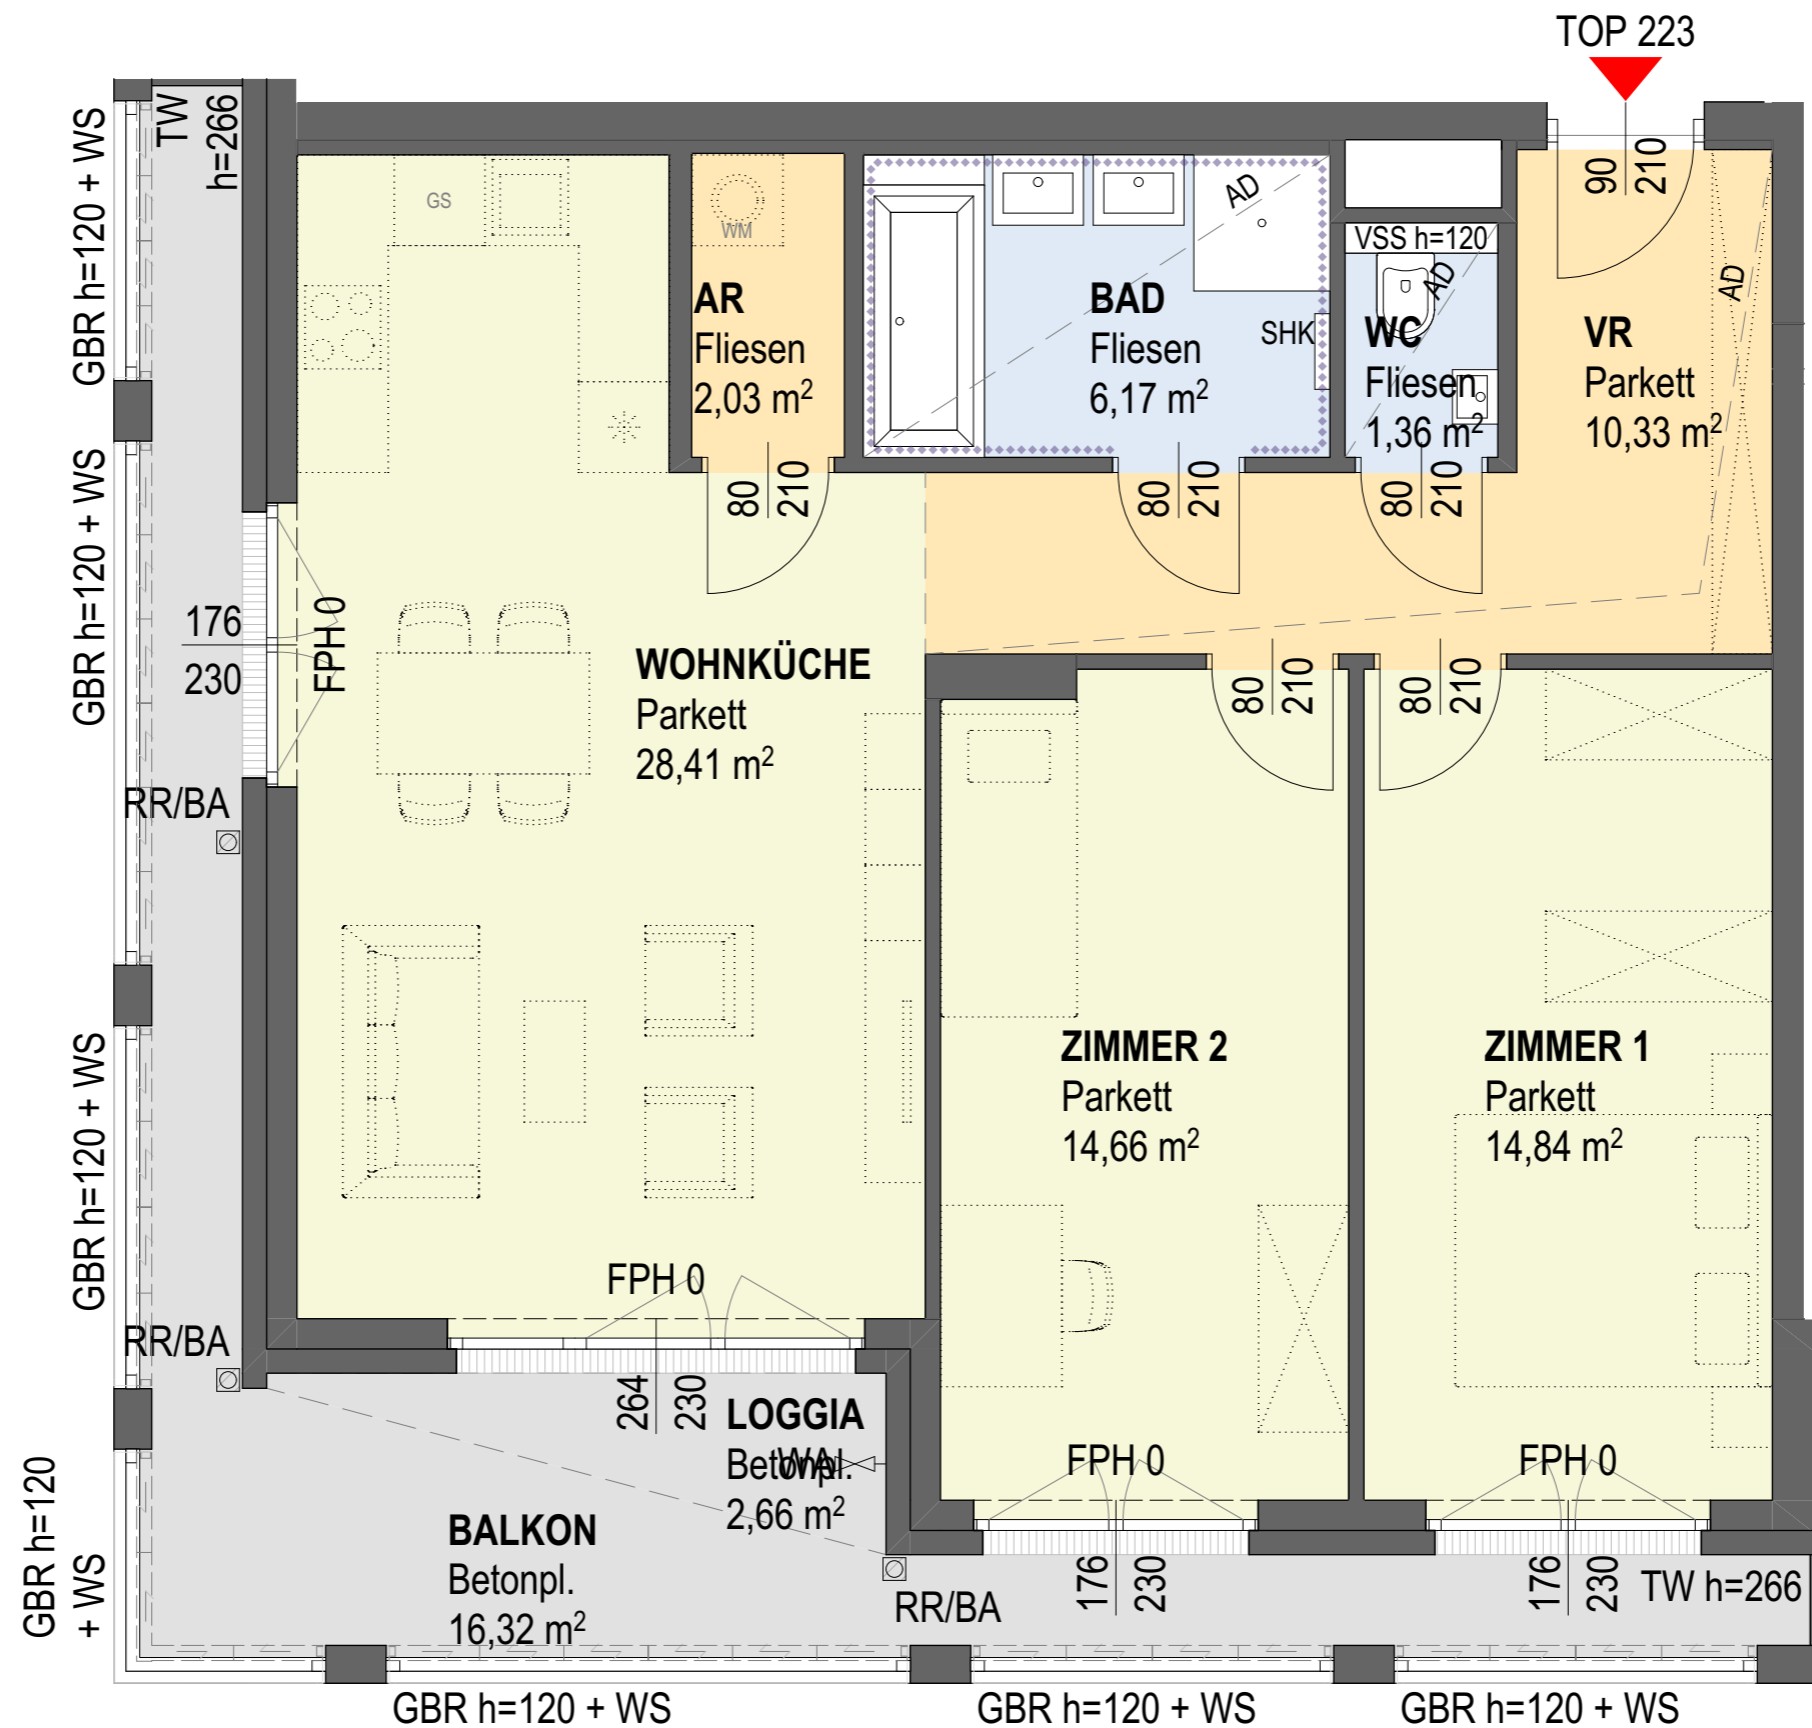 TOP 223
90
210
TW
h=266
GBR h=120 + WS
GS
WM
AD
VSS h=120
AD
AD
AR
Fliesen
2,03 m²
BAD
Fliesen
6,17 m²
SHK
WC
Fliesen
1,36 m²
VR
Parkett
10,33 m²
80
210
80
210
80
210
GBR h=120 + WS
176
230
FPH 0
WOHNKÜCHE
Parkett
28,41 m²
80
210
80
210
RR/BA
ZIMMER 2
Parkett
14,66 m²
ZIMMER 1
Parkett
14,84 m²
GBR h=120 + WS
FPH 0
RR/BA
264
230
LOGGIA
Betonpl.
WA
2,66 m²
FPH 0
FPH 0
BALKON
Betonpl.
16,32 m²
GBR h=120
+ WS
RR/BA
176
230
176
230
TW h=266
GBR h=120 + WS
GBR h=120 + WS
GBR h=120 + WS